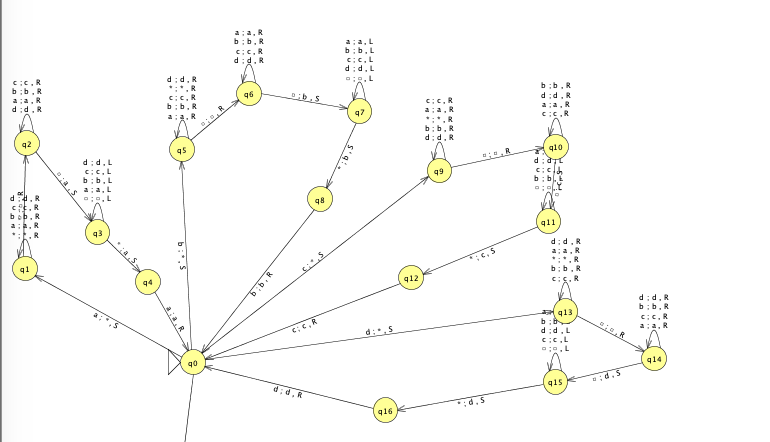 a ; a , R
b ; b , R
c ; c , R
d ; d , R
q6
a ; a , L
b ; b , L
c ; c , L
d ; d , L
□ ; □ , L
q7
□ ; b , S
d ; d , R
* ; * , R
c ; c , R
b ; b , R
a ; a , R
q5
□ ; □ , R
c ; c , R
b ; b , R
a ; a , R
d ; d , R
q2
□ ; a , S
d ; d , L
c ; c , L
b ; b , L
a ; a , L
□ ; □ , L
q3
* ; a , S
q4
a ; a , R
d ; d , R
c ; c , R
b ; b , R
a ; a , R
* ; * , R
q1
a ; * , S
b ; * , S
* ; b , S
q8
b ; b , R
c ; * , S
c ; c , R
a ; a , R
* ; * , R
b ; b , R
d ; d , R
q9
□ ; □ , R
b ; b , R
d ; d , R
a ; a , R
c ; c , R
q10
d ; d , L
c ; c , L
b ; b , L
□ ; □ , L
q11
* ; c , S
q12
c ; c , R
d ; d , R
a ; a , R
* ; * , R
b ; b , R
c ; c , R
q13
d ; * , S
□ ; □ , R
d ; d , R
b ; b , R
c ; c , R
a ; a , R
q14
□ ; d , S
d ; d , L
c ; c , L
□ ; □ , L
q15
* ; d , S
q16
d ; d , R
q0